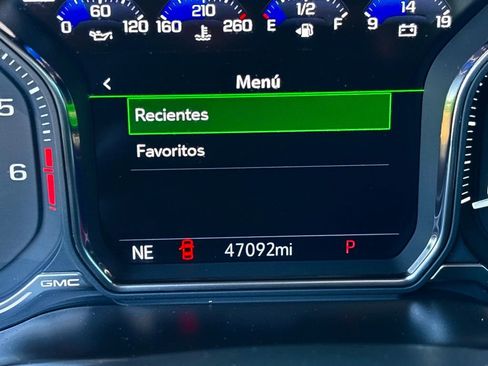 0 60 120
160 210 260
E 1/2 F
9 14 19
< Menú
Recientes
Favoritos
5
6
NE 47092mi P
GMC